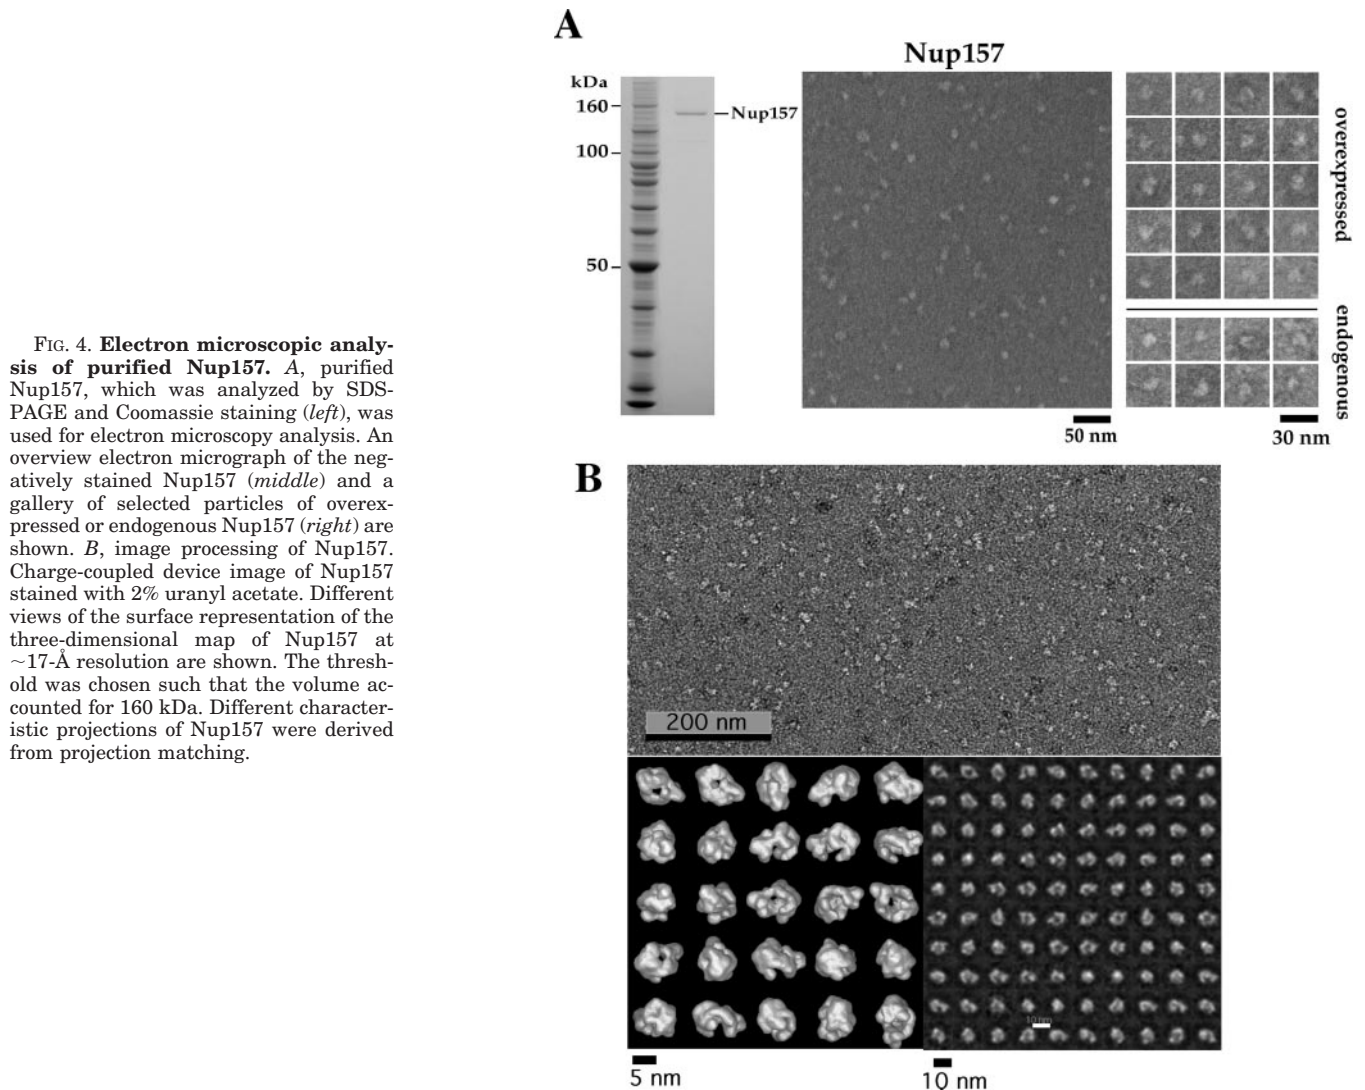 FIG. 4. Electron microscopic analy-
sis of purified Nup157. A, purified
Nup157, which was analyzed by SDS-
PAGE and Coomassie staining (left), was
used for electron microscopy analysis. An
overview electron micrograph of the neg-
atively stained Nup157 (middle) and a
gallery of selected particles of overex-
pressed or endogenous Nup157 (right) are
shown. B, image processing of Nup157.
Charge-coupled device image of Nup157
stained with 2% uranyl acetate. Different
views of the surface representation of the
three-dimensional map of Nup157 at
~17-Å resolution are shown. The thresh-
old was chosen such that the volume ac-
counted for 160 kDa. Different character-
istic projections of Nup157 were derived
from projection matching.
A
Nup157
kDa
160
Nup157
100
50
overexpressed
endogenous
50 nm
30 nm
B
200 nm
10 nm
5 nm
10 nm